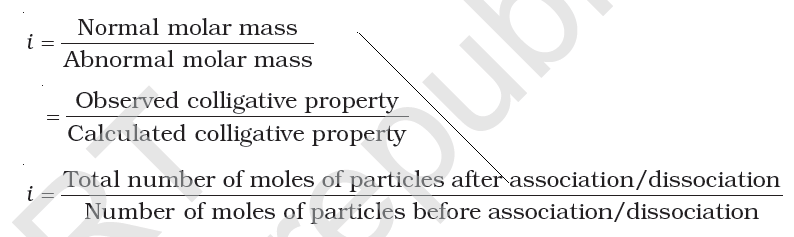 i = Normal molar mass / Abnormal molar mass
= Observed colligative property / Calculated colligative property
i = Total number of moles of particles after association/dissociation / Number of moles of particles before association/dissociation